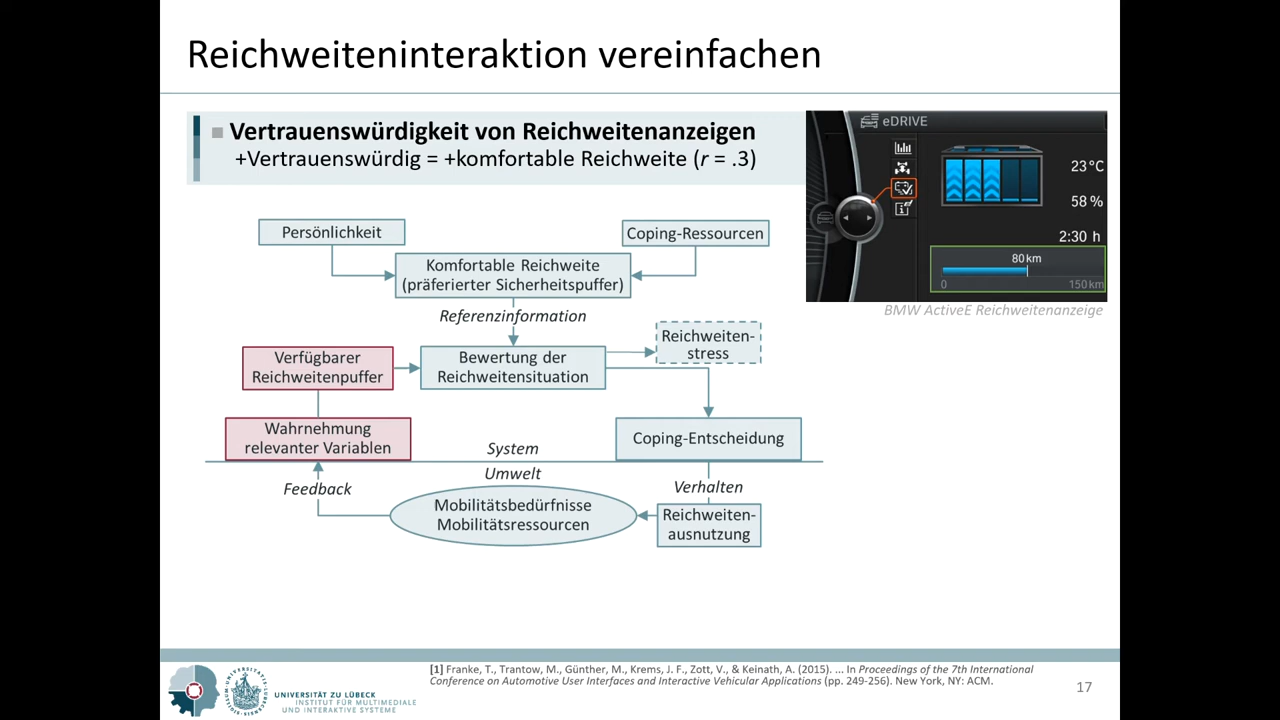 Reichweiteninteraktion vereinfachen
Vertrauenswürdigkeit von Reichweitenanzeigen
+Vertrauenswürdig = +komfortable Reichweite (r = .3)
eDRIVE
23 °C
58 %
2:30 h
80 km
0
150 km
BMW ActiveE Reichweitenanzeige
Persönlichkeit
Coping-Ressourcen
Komfortable Reichweite
(präferierter Sicherheitspuffer)
Referenzinformation
Reichweiten-
stress
Verfügbarer
Reichweitenpuffer
Bewertung der
Reichweitensituation
Wahrnehmung
relevanter Variablen
System
Coping-Entscheidung
Umwelt
Feedback
Verhalten
Mobilitätsbedürfnisse
Mobilitätsressourcen
Reichweiten-
ausnutzung
[1] Franke, T., Trantow, M., Günther, M., Krems, J. F., Zott, V., & Keinath, A. (2015). ... In Proceedings of the 7th International
Conference on Automotive User Interfaces and Interactive Vehicular Applications (pp. 249-256). New York, NY: ACM.
17
UNIVERSITÄT ZU LÜBECK
INSTITUT FÜR MULTIMEDIALE
UND INTERAKTIVE SYSTEME